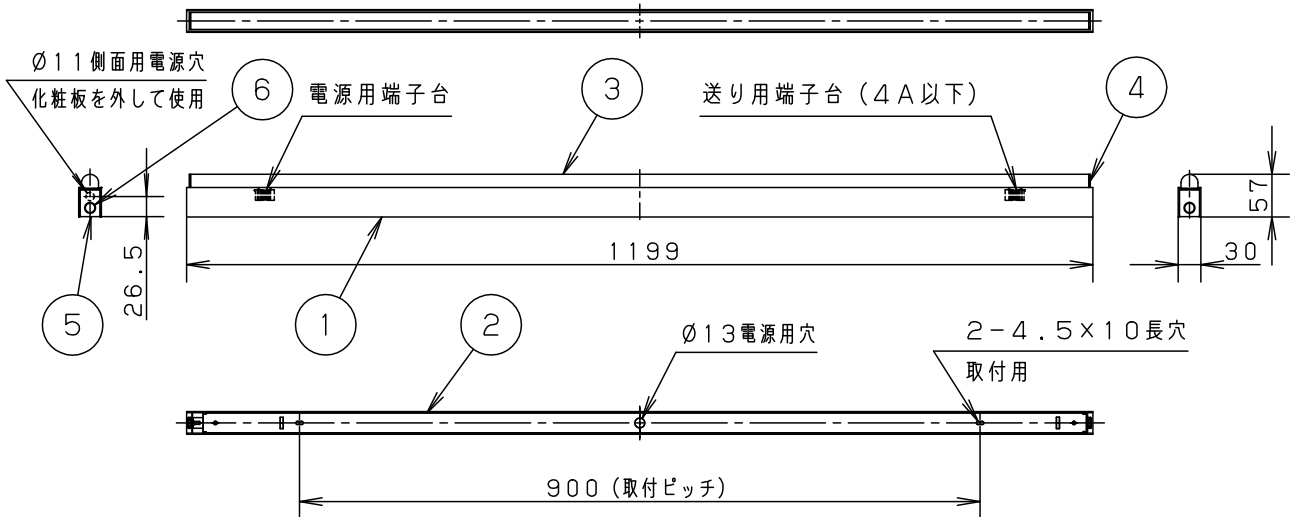 Ø11側面用電源穴
化粧板を外して使用
6
電源用端子台
3
送り用端子台（4A以下）
4
26.5
1199
57
30
5
1
2
Ø13電源用穴
2-4.5×10長穴
取付用
900（取付ピッチ）